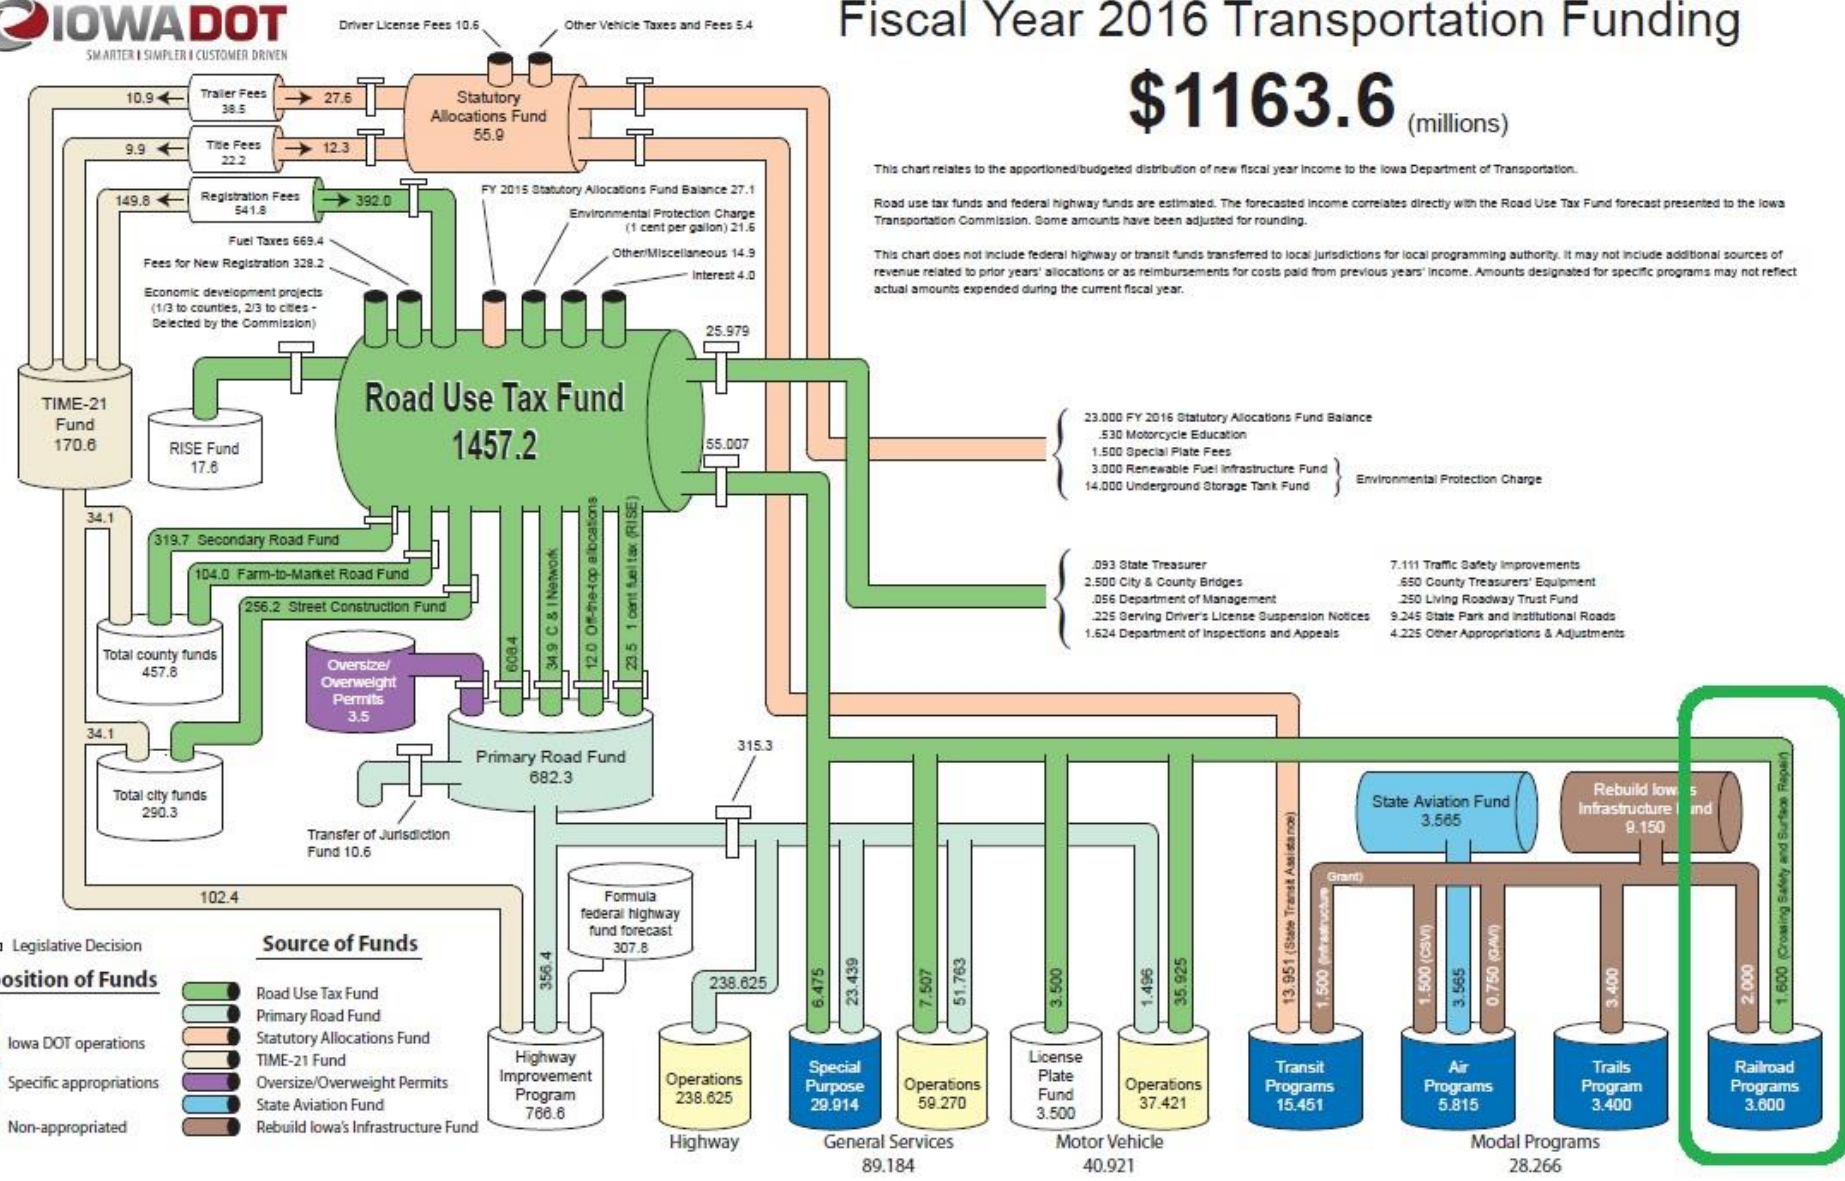 IOWADOT
SMARTER | SIMPLER | CUSTOMER DRIVEN
Fiscal Year 2016 Transportation Funding
$1163.6 (millions)
This chart relates to the apportioned/budgeted distribution of new fiscal year income to the Iowa Department of Transportation.
Road use tax funds and federal highway funds are estimated. The forecasted income correlates directly with the Road Use Tax Fund forecast presented to the Iowa
Transportation Commission. Some amounts have been adjusted for rounding.
This chart does not include federal highway or transit funds transferred to local jurisdictions for local programming authority. It may not include additional sources of
revenue related to prior years' allocations or as reimbursements for costs paid from previous years' income. Amounts designated for specific programs may not reflect
actual amounts expended during the current fiscal year.
Driver License Fees 10.6
Other Vehicle Taxes and Fees 5.4
10.9
Trailer Fees
38.5
27.6
Statutory
Allocations Fund
55.9
9.9
Title Fees
22.2
12.3
149.8
Registration Fees
541.8
392.0
FY 2015 Statutory Allocations Fund Balance 27.1
Environmental Protection Charge
(1 cent per gallon) 21.6
Other/Miscellaneous 14.9
Interest 4.0
Fuel Taxes 669.4
Fees for New Registration 328.2
Economic development projects
(1/3 to counties, 2/3 to cities -
Selected by the Commission)
TIME-21
Fund
170.6
RISE Fund
17.6
Road Use Tax Fund
1457.2
25.979
55.007
23.000 FY 2016 Statutory Allocations Fund Balance
.530 Motorcycle Education
1.500 Special Plate Fees
3.000 Renewable Fuel Infrastructure Fund
14.000 Underground Storage Tank Fund
Environmental Protection Charge
.093 State Treasurer
2.500 City & County Bridges
.056 Department of Management
.225 Serving Driver's License Suspension Notices
1.624 Department of Inspections and Appeals
7.111 Traffic Safety Improvements
.650 County Treasurers' Equipment
.250 Living Roadway Trust Fund
9.245 State Park and Institutional Roads
4.225 Other Appropriations & Adjustments
34.1
319.7 Secondary Road Fund
104.0 Farm-to-Market Road Fund
256.2 Street Construction Fund
608.4
34.9 C & I Network
12.0 Off-the-top allocations
23.5 1 cent fuel tax (RISE)
Total county funds
457.8
Oversize/
Overweight
Permits
3.5
34.1
Total city funds
290.3
Primary Road Fund
682.3
315.3
Transfer of Jurisdiction
Fund 10.6
102.4
356.4
Formula
federal highway
fund forecast
307.8
State Aviation Fund
3.565
Rebuild Iowa's
Infrastructure Fund
9.150
238.625
6.475
23.439
7.507
51.763
3.500
1.496
35.925
13.951 (State Transit Assistance)
1.500 (Infrastructure
Grant)
1.500 (CSVI)
3.565
0.750 (GAVI)
3.400
2.000
1.600 (Crossing Safety and Surface Repair)
Legislative Decision
osition of Funds
Iowa DOT operations
Specific appropriations
Non-appropriated
Source of Funds
Road Use Tax Fund
Primary Road Fund
Statutory Allocations Fund
TIME-21 Fund
Oversize/Overweight Permits
State Aviation Fund
Rebuild Iowa's Infrastructure Fund
Highway
Improvement
Program
766.6
Operations
238.625
Special
Purpose
29.914
Operations
59.270
License
Plate
Fund
3.500
Operations
37.421
Transit
Programs
15.451
Air
Programs
5.815
Trails
Program
3.400
Railroad
Programs
3.600
Highway
General Services
89.184
Motor Vehicle
40.921
Modal Programs
28.266